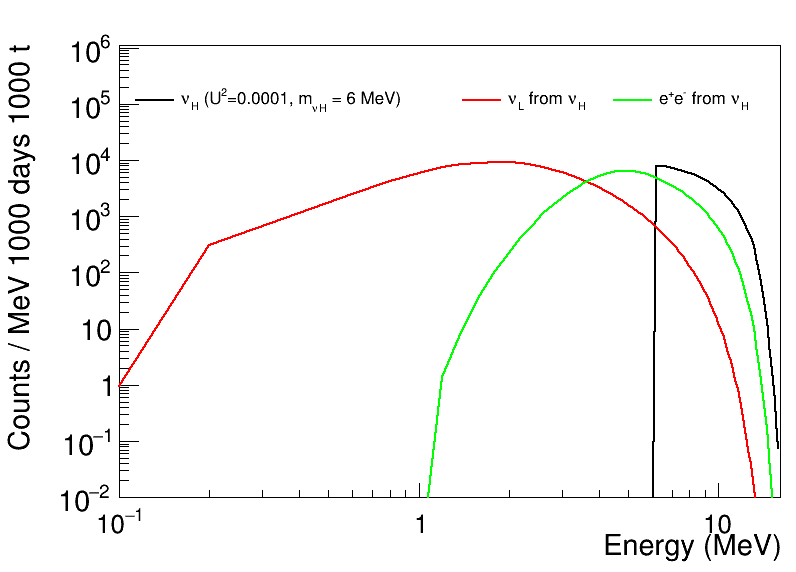 Counts / MeV 1000 days 1000 t
10⁶
10⁵
10⁴
10³
10²
10
1
10⁻¹
10⁻²
ν_H (U²=0.0001, m_νH = 6 MeV)
ν_L from ν_H
e⁺e⁻ from ν_H
10⁻¹ 1 10
Energy (MeV)